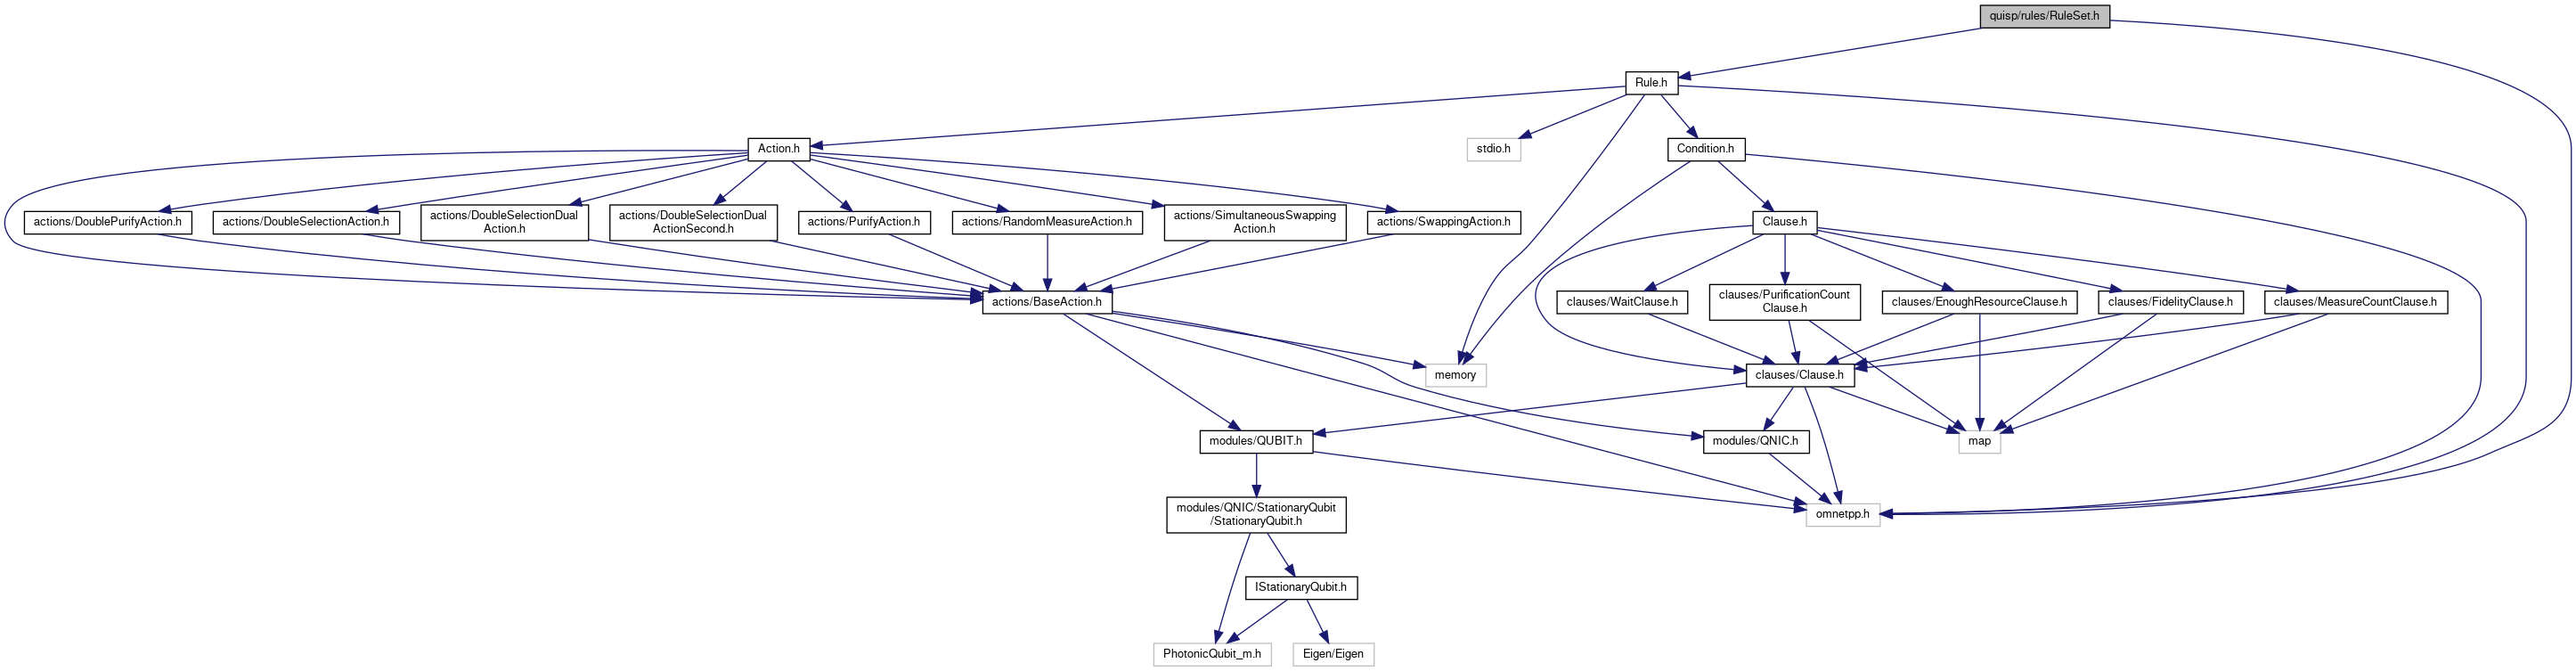 quisp/rules/RuleSet.h
Rule.h
Action.h
stdio.h
Condition.h
actions/DoublePurifyAction.h
actions/DoubleSelectionAction.h
actions/DoubleSelectionDual
Action.h
actions/DoubleSelectionDual
ActionSecond.h
actions/PurifyAction.h
actions/RandomMeasureAction.h
actions/SimultaneousSwapping
Action.h
actions/SwappingAction.h
Clause.h
actions/BaseAction.h
clauses/WaitClause.h
clauses/PurificationCount
Clause.h
clauses/EnoughResourceClause.h
clauses/FidelityClause.h
clauses/MeasureCountClause.h
memory
clauses/Clause.h
modules/QUBIT.h
modules/QNIC.h
map
modules/QNIC/StationaryQubit
/StationaryQubit.h
omnetpp.h
IStationaryQubit.h
PhotonicQubit_m.h
Eigen/Eigen